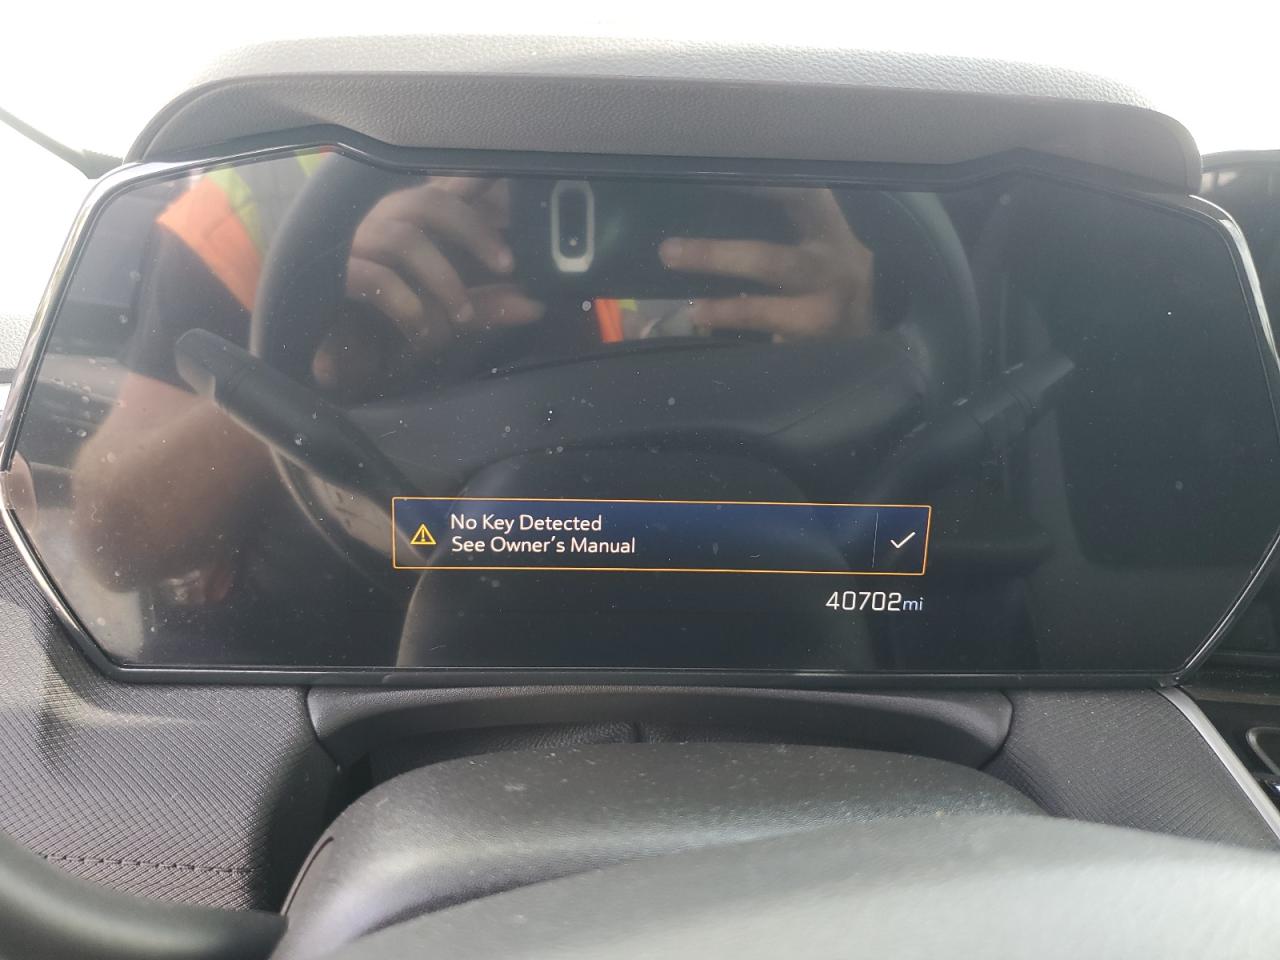 No Key Detected
See Owner's Manual
40702mi